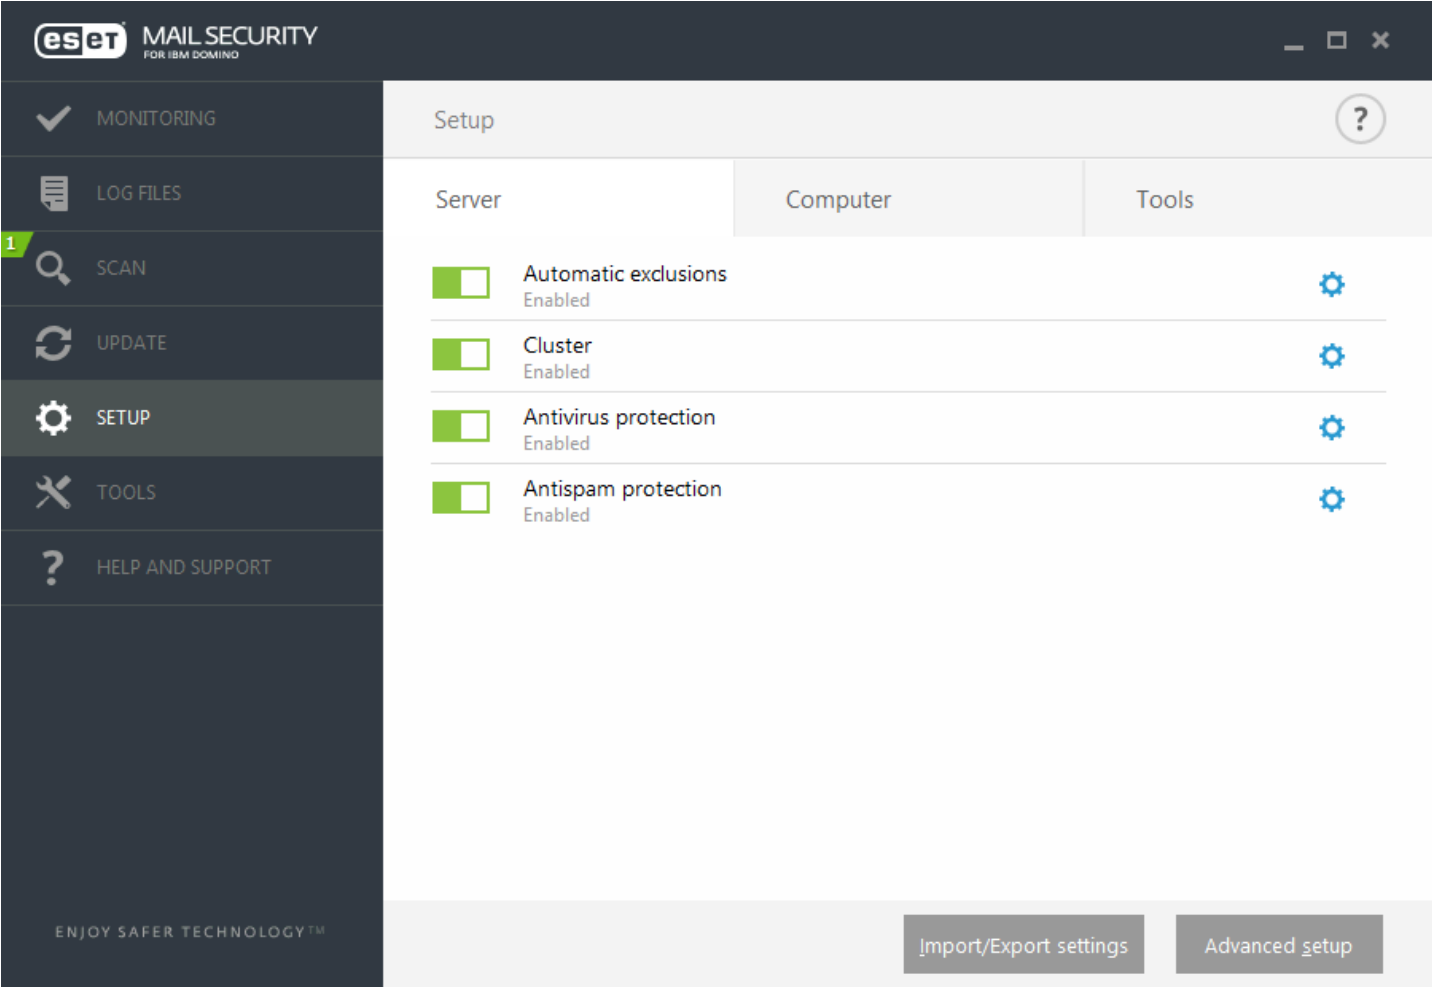 eseT MAIL SECURITY
FOR IBM DOMINO
MONITORING
LOG FILES
1
SCAN
UPDATE
SETUP
TOOLS
? HELP AND SUPPORT
ENJOY SAFER TECHNOLOGY™
Setup
?
Server
Computer
Tools
Automatic exclusions
Enabled
Cluster
Enabled
Antivirus protection
Enabled
Antispam protection
Enabled
Import/Export settings
Advanced setup